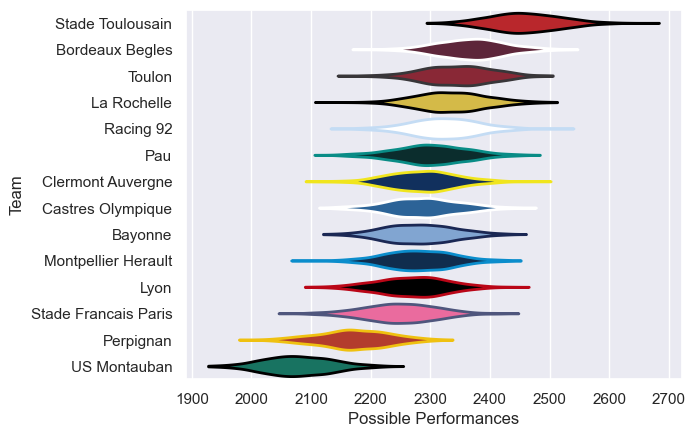 Stade Toulousain
Bordeaux Begles
Toulon
La Rochelle
Racing 92
Pau
Clermont Auvergne
Castres Olympique
Bayonne
Montpellier Herault
Lyon
Stade Francais Paris
Perpignan
US Montauban
Team
1900 2000 2100 2200 2300 2400 2500 2600 2700
Possible Performances